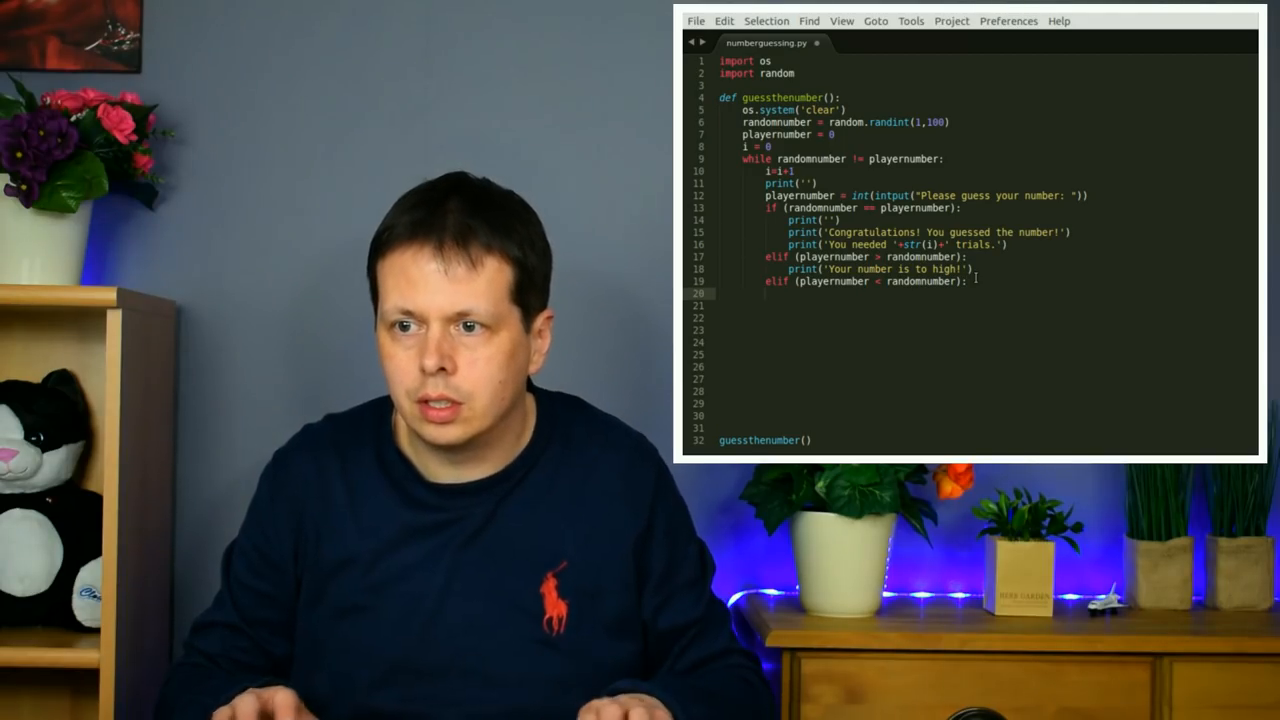 File Edit Selection Find View Goto Tools Project Preferences Help
numberguessing.py
1 import os
2 import random
3
4 def guessthenumber():
5 os.system('clear')
6 randomnumber = random.randint(1,100)
7 playernumber = 0
8 i = 0
9 while randomnumber != playernumber:
10 i=i+1
11 print('')
12 playernumber = int(intput("Please guess your number: "))
13 if (randomnumber == playernumber):
14 print('')
15 print('Congratulations! You guessed the number!')
16 print('You needed '+str(i)+' trials.')
17 elif (playernumber > randomnumber):
18 print('Your number is to high!')
19 elif (playernumber < randomnumber):
20
21
22
23
24
25
26
27
28
29
30
31
32 guessthenumber()
HERB GARDEN